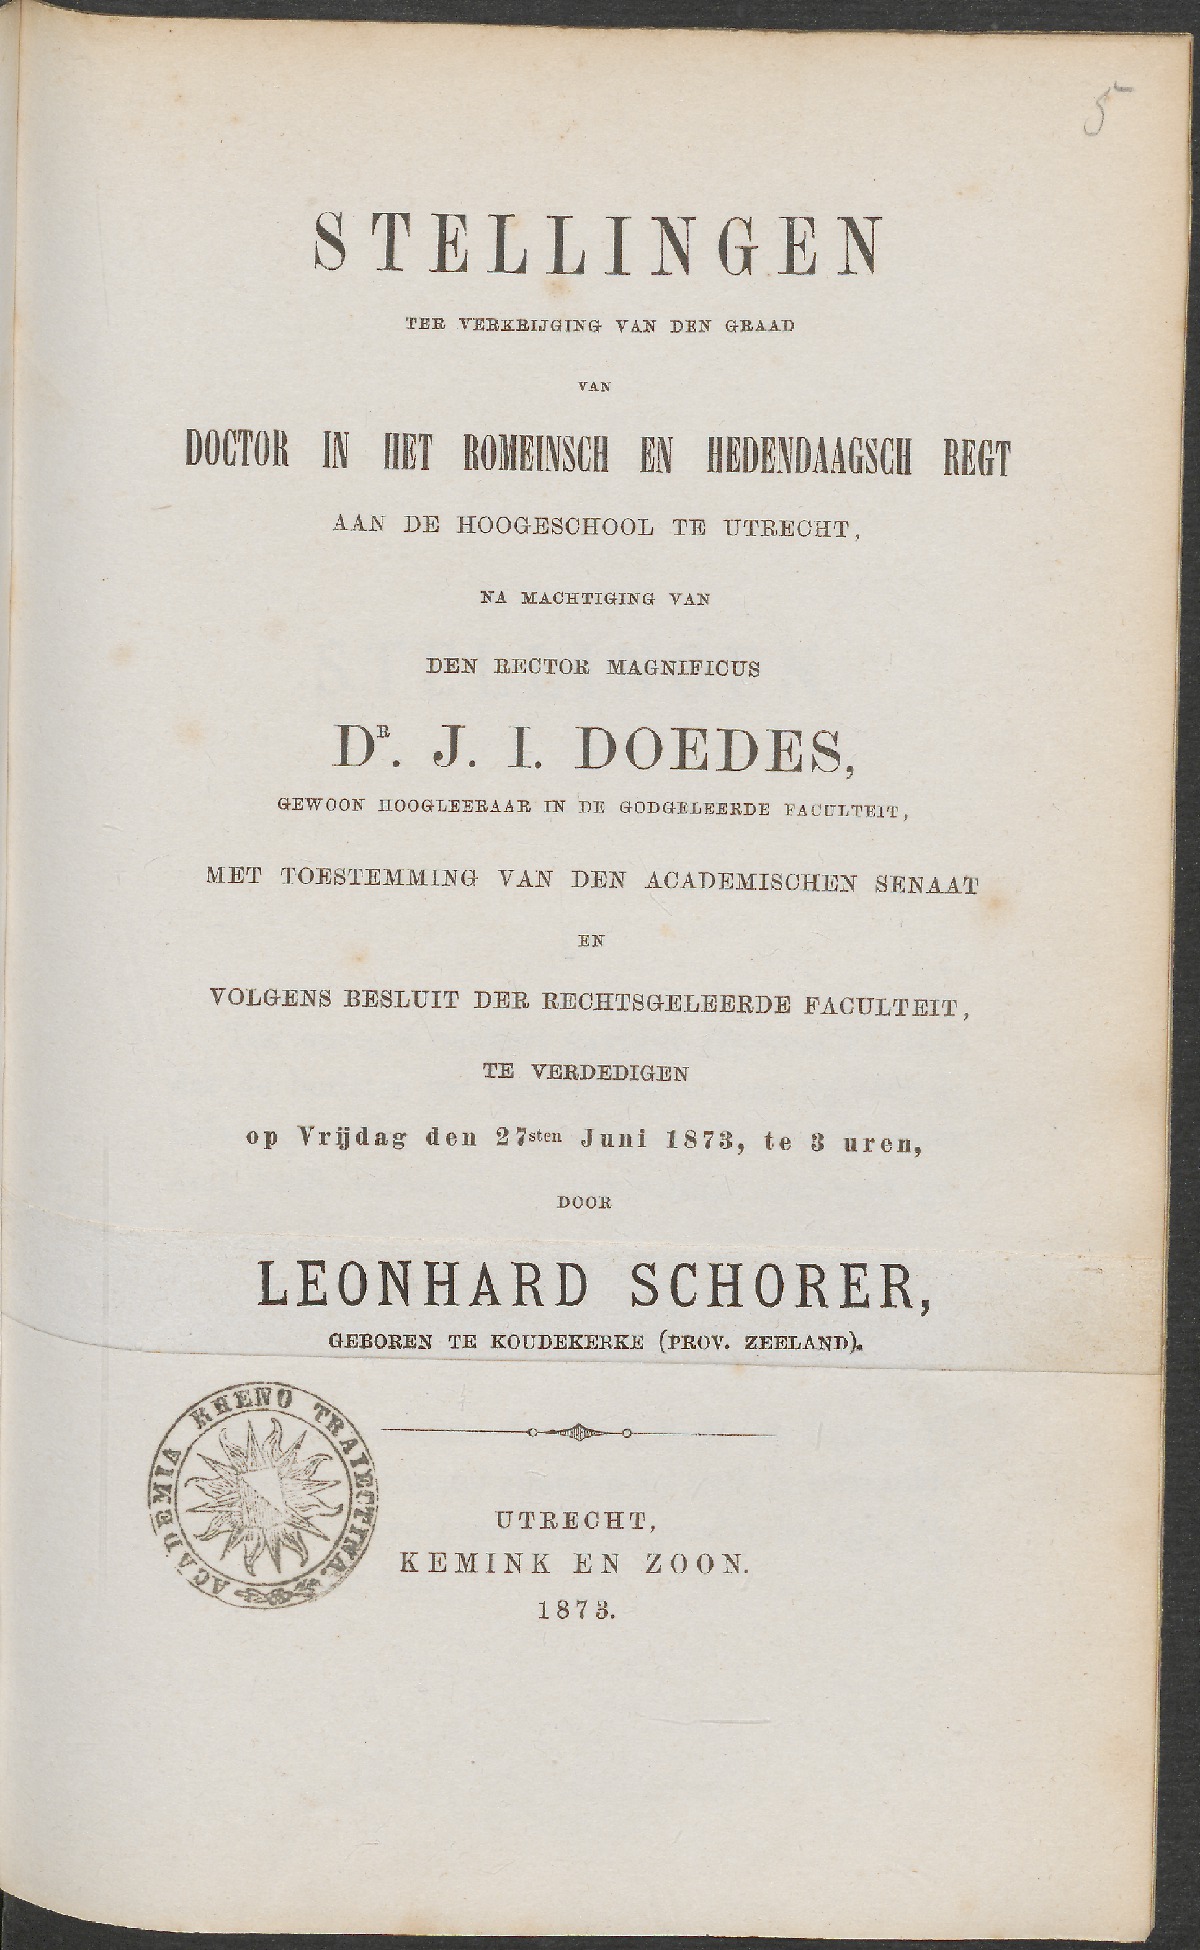 5
STELLINGEN
TER VERKRIJGING VAN DEN GRAAD
VAN
DOCTOR IN HET ROMEINSCH EN HEDENDAAGSCH REGT
AAN DE HOOGESCHOOL TE UTRECHT,
NA MACHTIGING VAN
DEN RECTOR MAGNIFICUS
DR. J. I. DOEDES,
GEWOON HOOGLEERAAR IN DE GODGELEERDE FACULTEIT,
MET TOESTEMMING VAN DEN ACADEMISCHEN SENAAT
EN
VOLGENS BESLUIT DER RECHTSGELEERDE FACULTEIT,
TE VERDEDIGEN
op Vrijdag den 27sten Juni 1873, te 3 uren,
DOOR
LEONHARD SCHORER,
GEBOREN TE KOUDEKERKE (PROV. ZEELAND).
ACADEMIA RHENO TRAIECTINA.
UTRECHT,
KEMINK EN ZOON.
1873.